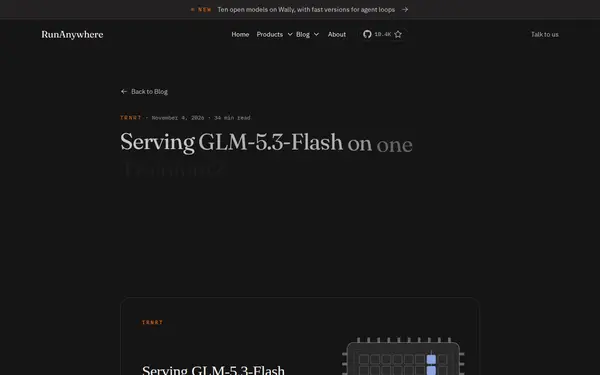 NEW Ten open models on Wally, with fast versions for agent loops →
RunAnywhere Home Products Blog About 10.4K Talk to us
← Back to Blog
TRNRT · November 4, 2026 · 34 min read
Serving GLM-5.3-Flash on one
TRNRT
Serving GLM-5.3-Flash